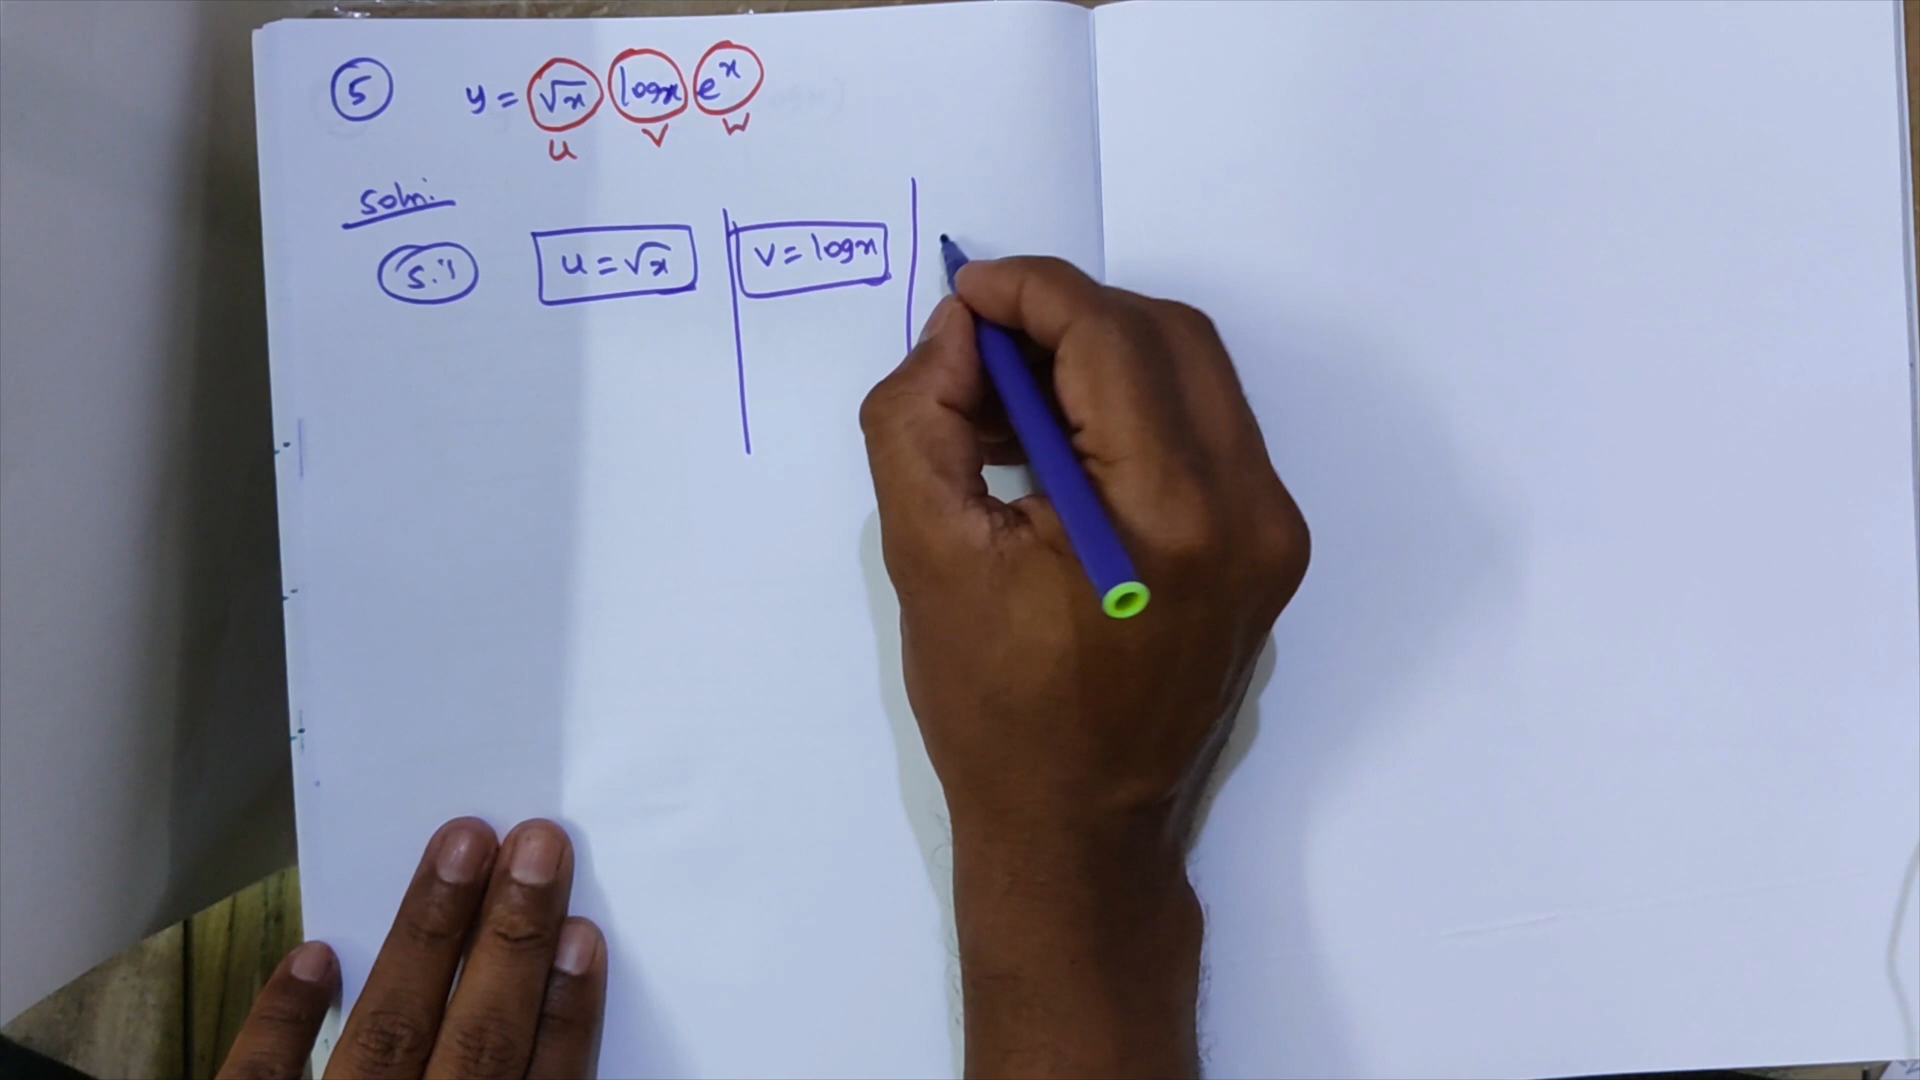 5 y = √x logx e^x
u v w
Soln:
S.1 u = √x v = logx